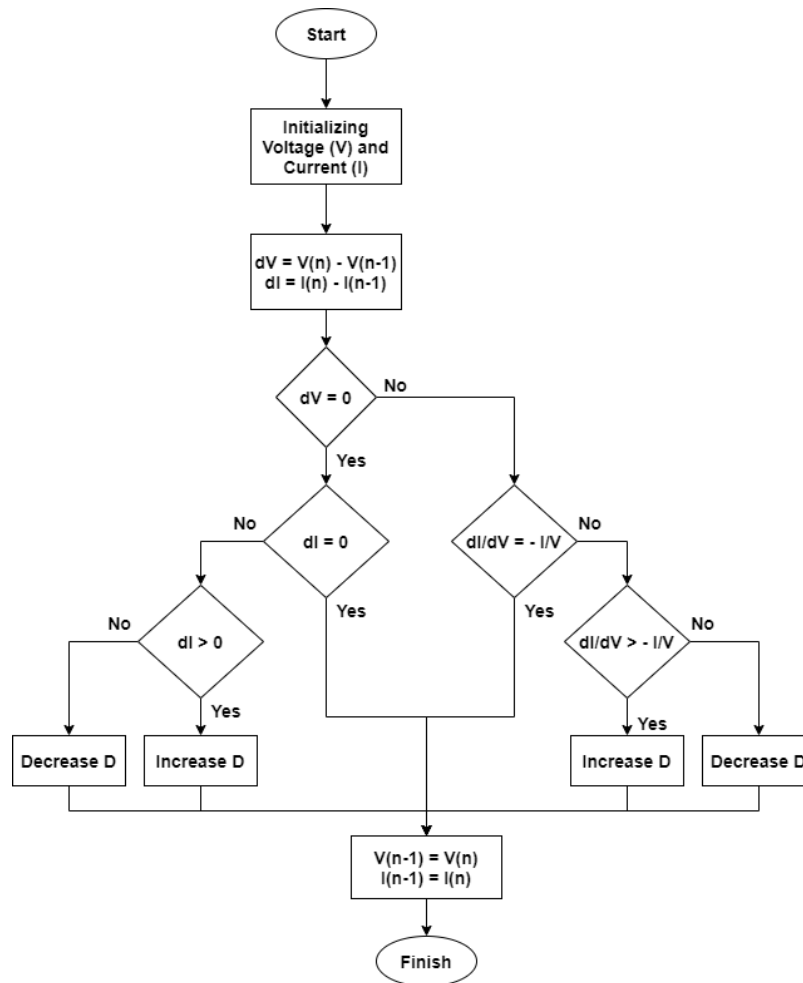 Start
Initializing
Voltage (V) and
Current (I)
dV = V(n) - V(n-1)
dI = I(n) - I(n-1)
dV = 0
No
Yes
No
dI = 0
dI/dV = - I/V
No
Yes
Yes
No
dI > 0
dI/dV > - I/V
No
Yes
Yes
Decrease D
Increase D
Increase D
Decrease D
V(n-1) = V(n)
I(n-1) = I(n)
Finish